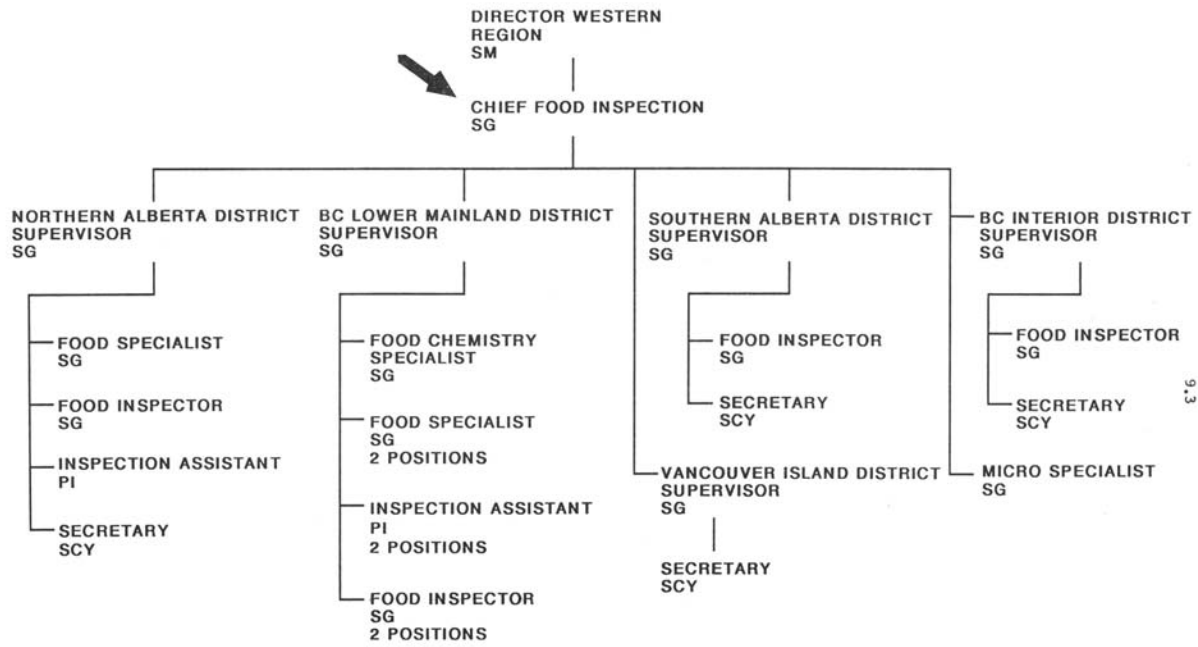 DIRECTOR WESTERN
REGION
SM
CHIEF FOOD INSPECTION
SG
NORTHERN ALBERTA DISTRICT
SUPERVISOR
SG
FOOD SPECIALIST
SG
FOOD INSPECTOR
SG
INSPECTION ASSISTANT
PI
SECRETARY
SCY
BC LOWER MAINLAND DISTRICT
SUPERVISOR
SG
FOOD CHEMISTRY
SPECIALIST
SG
FOOD SPECIALIST
SG
2 POSITIONS
INSPECTION ASSISTANT
PI
2 POSITIONS
FOOD INSPECTOR
SG
2 POSITIONS
SOUTHERN ALBERTA DISTRICT
SUPERVISOR
SG
FOOD INSPECTOR
SG
SECRETARY
SCY
VANCOUVER ISLAND DISTRICT
SUPERVISOR
SG
SECRETARY
SCY
BC INTERIOR DISTRICT
SUPERVISOR
SG
FOOD INSPECTOR
SG
SECRETARY
SCY
MICRO SPECIALIST
SG
9.3